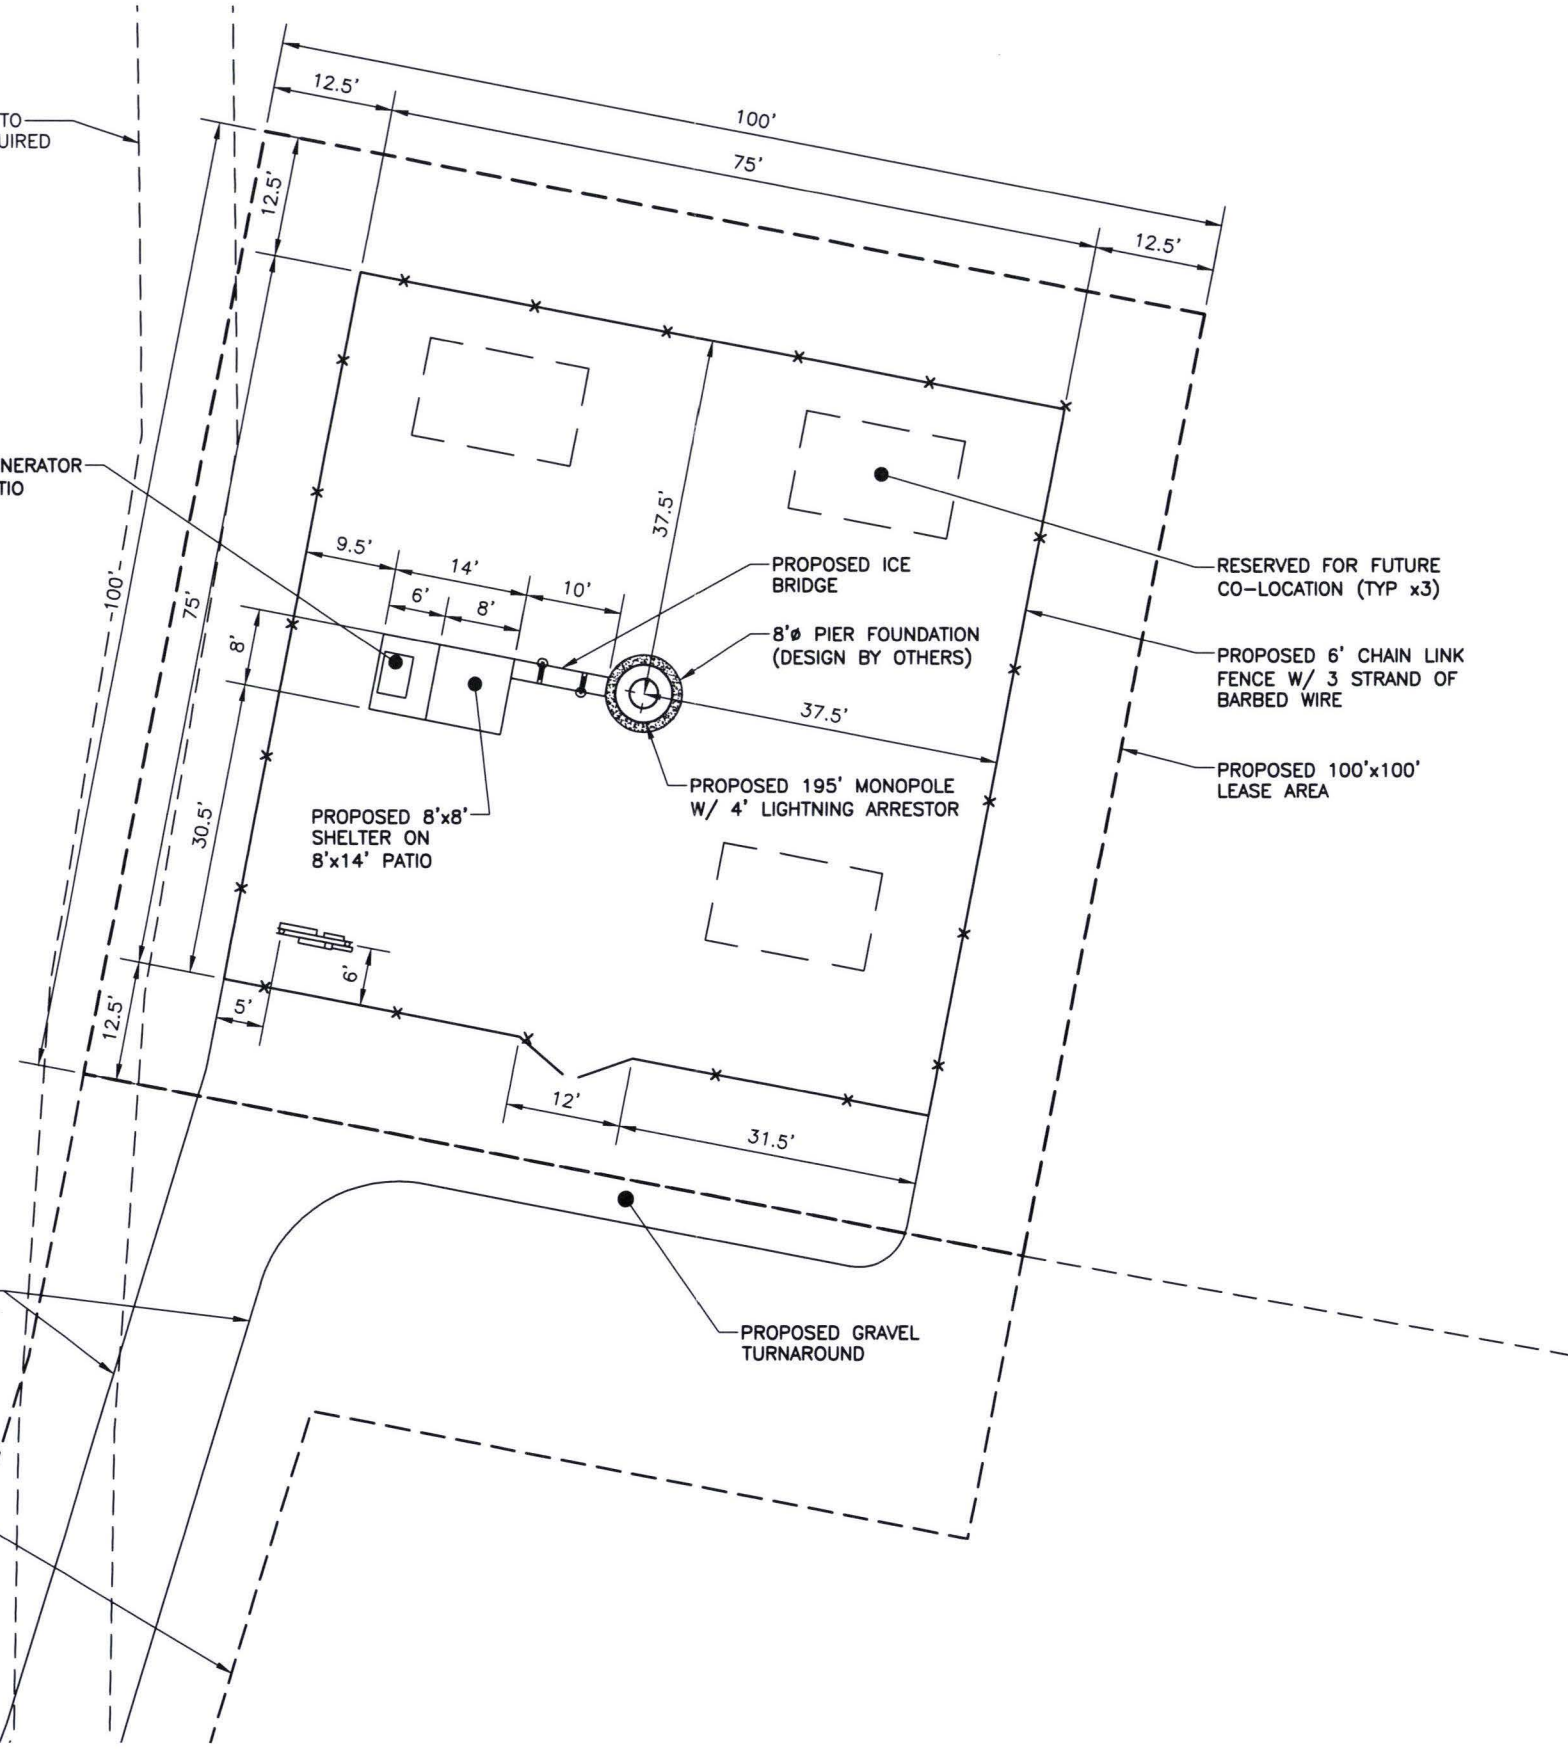 12.5'
100'
TO
UIRED
75'
12.5'
12.5'
NERATOR
TIO
37.5'
9.5'
14'
10'
6'
8'
PROPOSED ICE
BRIDGE
RESERVED FOR FUTURE
CO-LOCATION (TYP x3)
100'
75'
8'
8'ø PIER FOUNDATION
(DESIGN BY OTHERS)
PROPOSED 6' CHAIN LINK
FENCE W/ 3 STRAND OF
BARBED WIRE
37.5'
PROPOSED 195' MONOPOLE
W/ 4' LIGHTNING ARRESTOR
PROPOSED 100'x100'
LEASE AREA
30.5'
PROPOSED 8'x8'
SHELTER ON
8'x14' PATIO
6'
12.5'
5'
12'
31.5'
PROPOSED GRAVEL
TURNAROUND